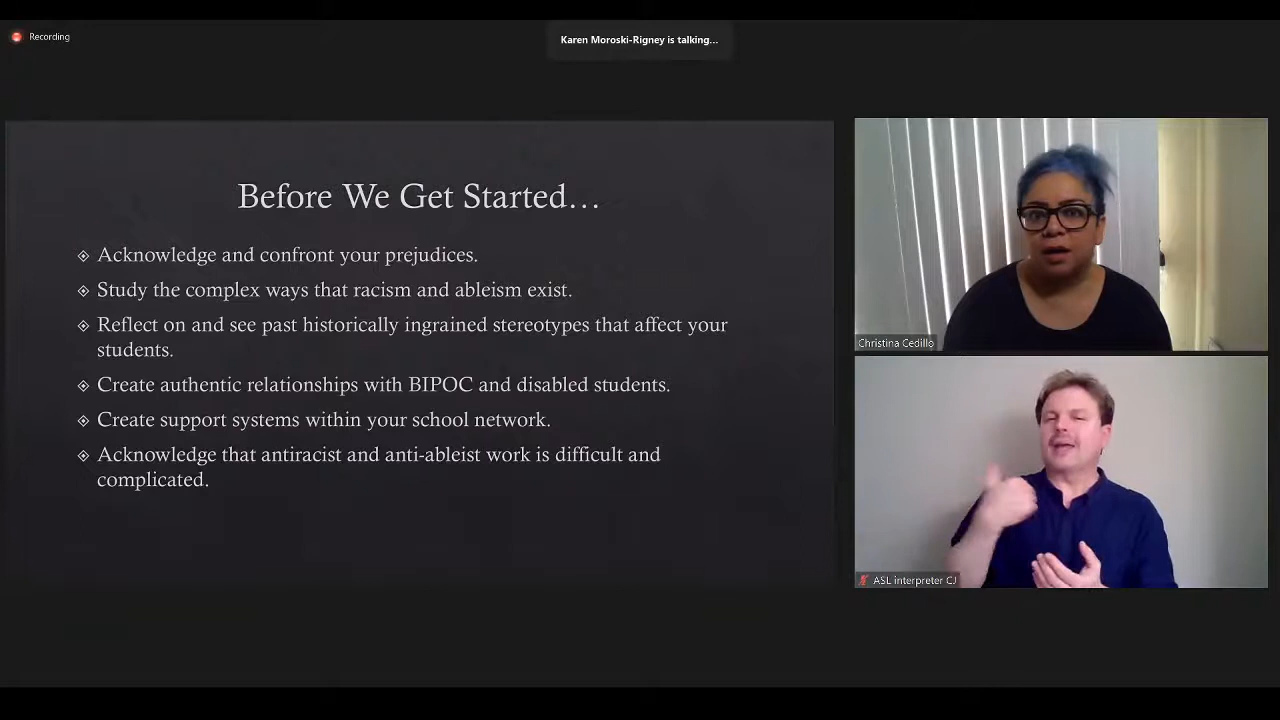 Recording
Karen Moroski-Rigney is talking...
Before We Get Started...
Acknowledge and confront your prejudices.
Study the complex ways that racism and ableism exist.
Reflect on and see past historically ingrained stereotypes that affect your
students.
Create authentic relationships with BIPOC and disabled students.
Create support systems within your school network.
Acknowledge that antiracist and anti-ableist work is difficult and
complicated.
Christina Cedillo
ASL interpreter CJ